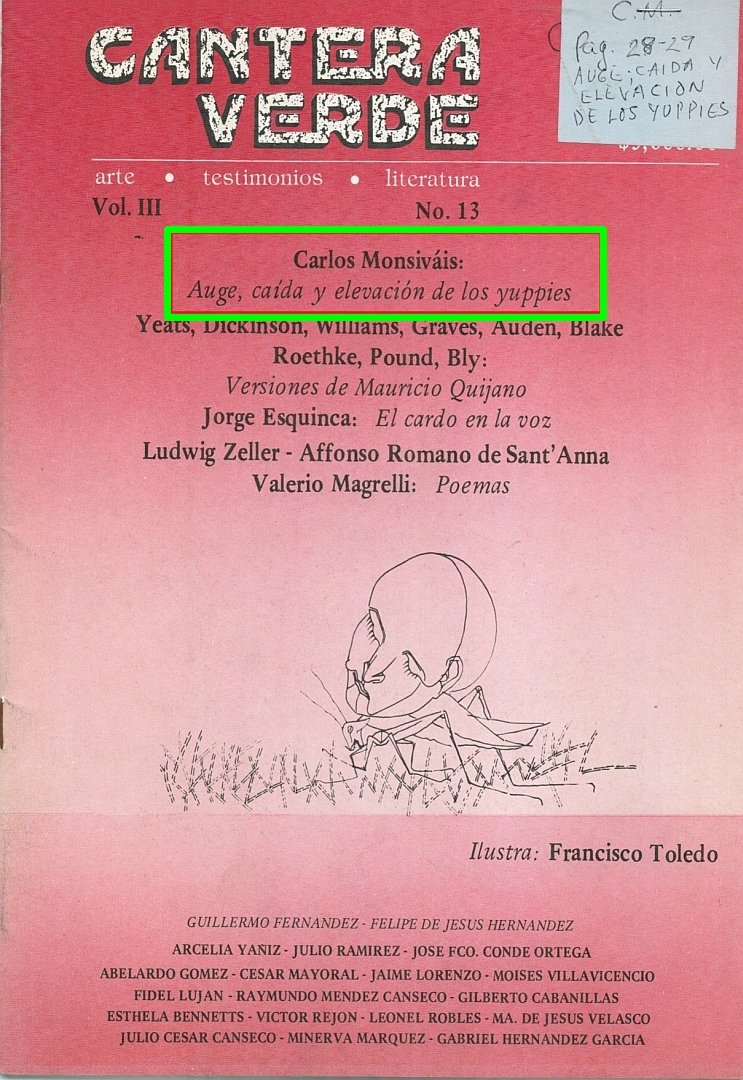 CANTERA
VERDE
C.M.
Pag. 28-29
AUGE, CAIDA Y
ELEVACION
DE LOS YUPPIES
arte • testimonios • literatura
Vol. III No. 13
Carlos Monsiváis:
Auge, caída y elevación de los yuppies
Yeats, Dickinson, Williams, Graves, Auden, Blake
Roethke, Pound, Bly:
Versiones de Mauricio Quijano
Jorge Esquinca: El cardo en la voz
Ludwig Zeller - Affonso Romano de Sant'Anna
Valerio Magrelli: Poemas
Ilustra: Francisco Toledo
GUILLERMO FERNANDEZ - FELIPE DE JESUS HERNANDEZ
ARCELIA YAÑIZ - JULIO RAMIREZ - JOSE FCO. CONDE ORTEGA
ABELARDO GOMEZ - CESAR MAYORAL - JAIME LORENZO - MOISES VILLAVICENCIO
FIDEL LUJAN - RAYMUNDO MENDEZ CANSECO - GILBERTO CABANILLAS
ESTHELA BENNETTS - VICTOR REJON - LEONEL ROBLES - MA. DE JESUS VELASCO
JULIO CESAR CANSECO - MINERVA MARQUEZ - GABRIEL HERNANDEZ GARCIA